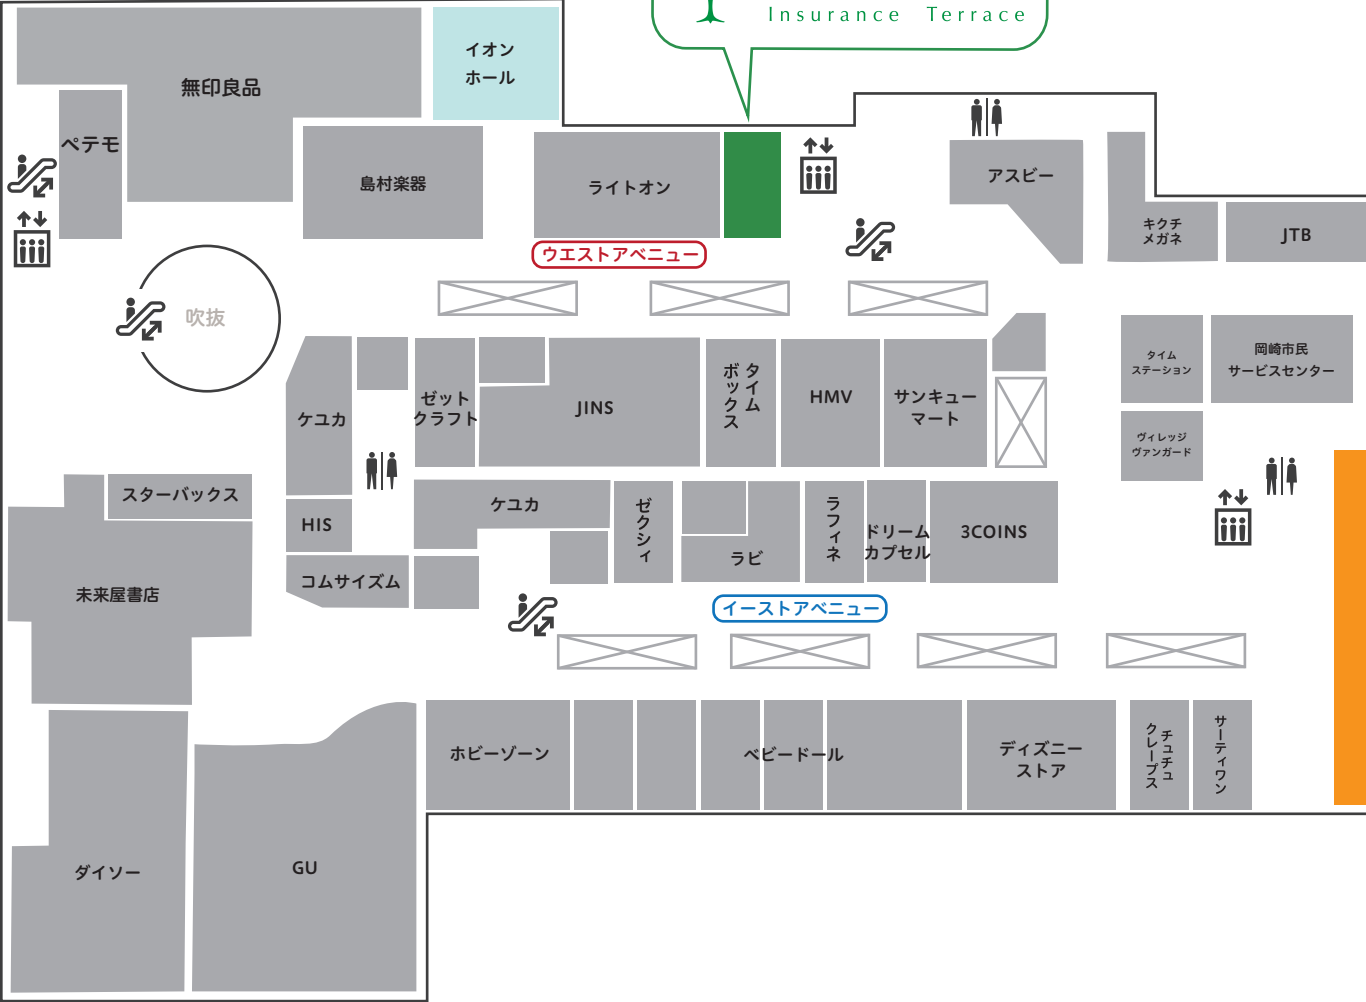 Insurance Terrace
イオン
ホール
無印良品
ペテモ
島村楽器
ライトオン
アスビー
キクチ
メガネ
JTB
ウエストアベニュー
吹抜
ケユカ
ゼット
クラフト
JINS
タイム
ボックス
HMV
サンキュー
マート
タイム
ステーション
岡崎市民
サービスセンター
ヴィレッジ
ヴァンガード
スターバックス
HIS
ケユカ
ゼクシィ
ラビ
ラフィネ
ドリーム
カプセル
3COINS
コムサイズム
未来屋書店
イーストアベニュー
ホビーゾーン
ベビードール
ディズニー
ストア
チュチュ
クレープス
サーティワン
ダイソー
GU